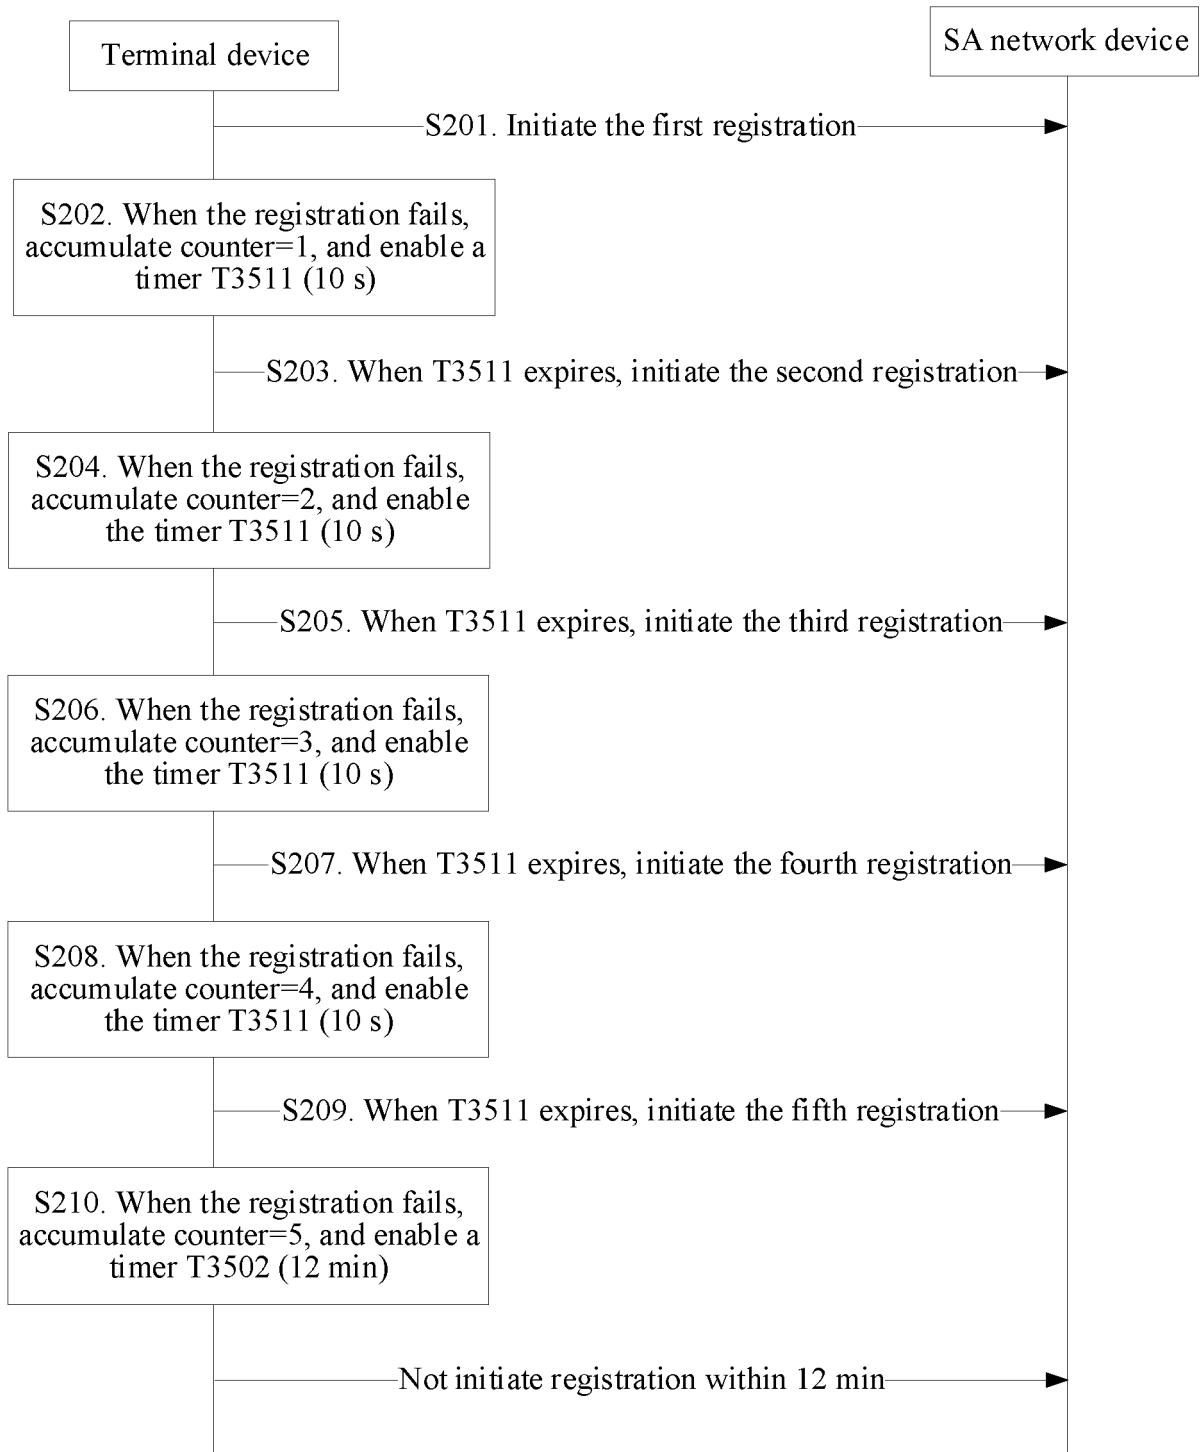 Terminal device
SA network device
S201. Initiate the first registration
S202. When the registration fails,
accumulate counter=1, and enable a
timer T3511 (10 s)
S203. When T3511 expires, initiate the second registration
S204. When the registration fails,
accumulate counter=2, and enable
the timer T3511 (10 s)
S205. When T3511 expires, initiate the third registration
S206. When the registration fails,
accumulate counter=3, and enable
the timer T3511 (10 s)
S207. When T3511 expires, initiate the fourth registration
S208. When the registration fails,
accumulate counter=4, and enable
the timer T3511 (10 s)
S209. When T3511 expires, initiate the fifth registration
S210. When the registration fails,
accumulate counter=5, and enable a
timer T3502 (12 min)
Not initiate registration within 12 min